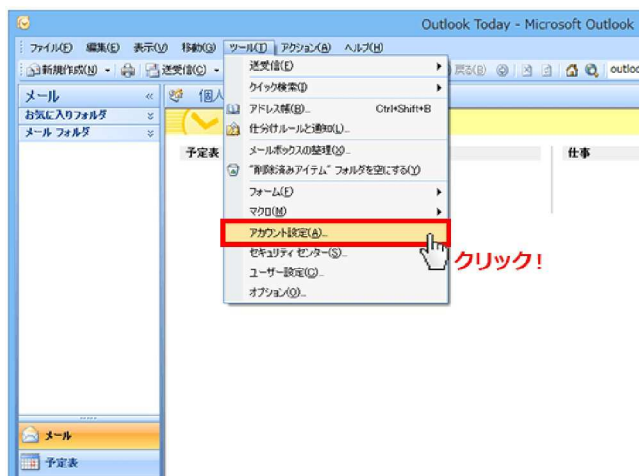 Outlook Today - Microsoft Outlook
ファイル(F) 編集(E) 表示(V) 移動(G) ツール(T) アクション(A) ヘルプ(H)
新規作成(N) 送受信(C) 戻る(B) outloo
メール «
お気に入りフォルダ
メール フォルダ
個人
予定表
仕事
送受信(E)
クイック検索(I)
アドレス帳(B)... Ctrl+Shift+B
仕分けルールと通知(L)...
メールボックスの整理(X)...
"削除済みアイテム" フォルダを空にする(Y)
フォーム(F)
マクロ(M)
アカウント設定(A)...
セキュリティ センター(S)...
ユーザー設定(C)...
オプション(O)...
クリック!
メール
予定表